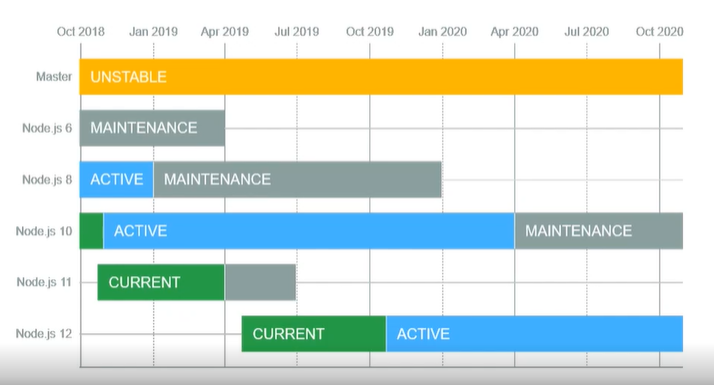 Oct 2018 Jan 2019 Apr 2019 Jul 2019 Oct 2019 Jan 2020 Apr 2020 Jul 2020 Oct 2020
Master UNSTABLE
Node.js 6 MAINTENANCE
Node.js 8 ACTIVE MAINTENANCE
Node.js 10 ACTIVE MAINTENANCE
Node.js 11 CURRENT
Node.js 12 CURRENT ACTIVE